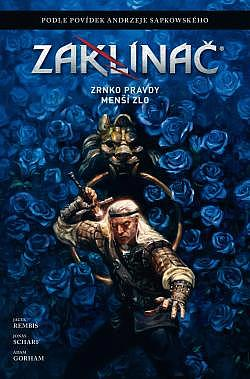 PODLE POVÍDEK ANDRZEJE SAPKOWSKÉHO
ZAKLÍNAČ®
ZRNKO PRAVDY
MENŠÍ ZLO
JACEK
REMBIS
JONAS
SCHARF
ADAM
GORHAM